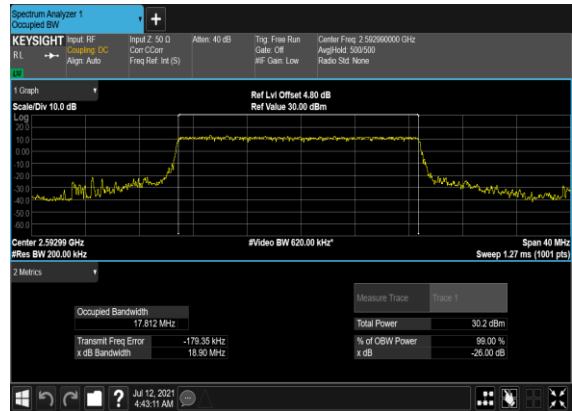 Spectrum Analyzer 1
Occupied BW
+
KEYSIGHT Input: RF Input Z: 50 Ω Atten: 40 dB Trig: Free Run Center Freq: 2.592990000 GHz
Coupling: DC Corr CCorr Gate: Off Avg|Hold: 500/500
RL Align: Auto Freq Ref: Int (S) #IF Gain: Low Radio Std: None
1 Graph
Ref Lvl Offset 4.80 dB
Scale/Div 10.0 dB Ref Value 30.00 dBm
Log
20.0
10.0
0.00
-10.0
-20.0
-30.0
-40.0
-50.0
-60.0
Center 2.59299 GHz #Video BW 620.00 kHz* Span 40 MHz
#Res BW 200.00 kHz Sweep 1.27 ms (1001 pts)
2 Metrics
Measure Trace Trace 1
Occupied Bandwidth
17.812 MHz Total Power 30.2 dBm
Transmit Freq Error -179.35 kHz % of OBW Power 99.00 %
x dB Bandwidth 18.90 MHz x dB -26.00 dB
? Jul 12, 2021
4:43:11 AM